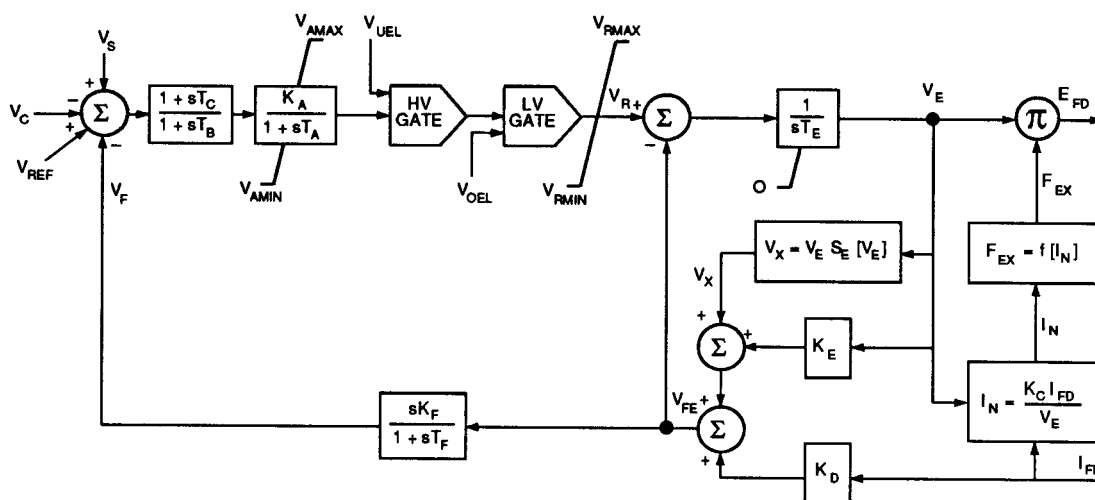 V_S
V_C
V_REF
V_F
+
−
+
−
Σ
1 + sT_C
1 + sT_B
V_AMAX
K_A
1 + sT_A
V_AMIN
V_UEL
HV
GATE
LV
GATE
V_OEL
V_RMAX
V_R +
V_RMIN
Σ
−
1
sT_E
O
V_E
π
E_FD
F_EX
F_EX = f [I_N]
I_N
I_N = K_C I_FD
V_E
V_X = V_E S_E [V_E]
V_X
+
+
Σ
K_E
V_FE +
Σ
+
K_D
sK_F
1 + sT_F